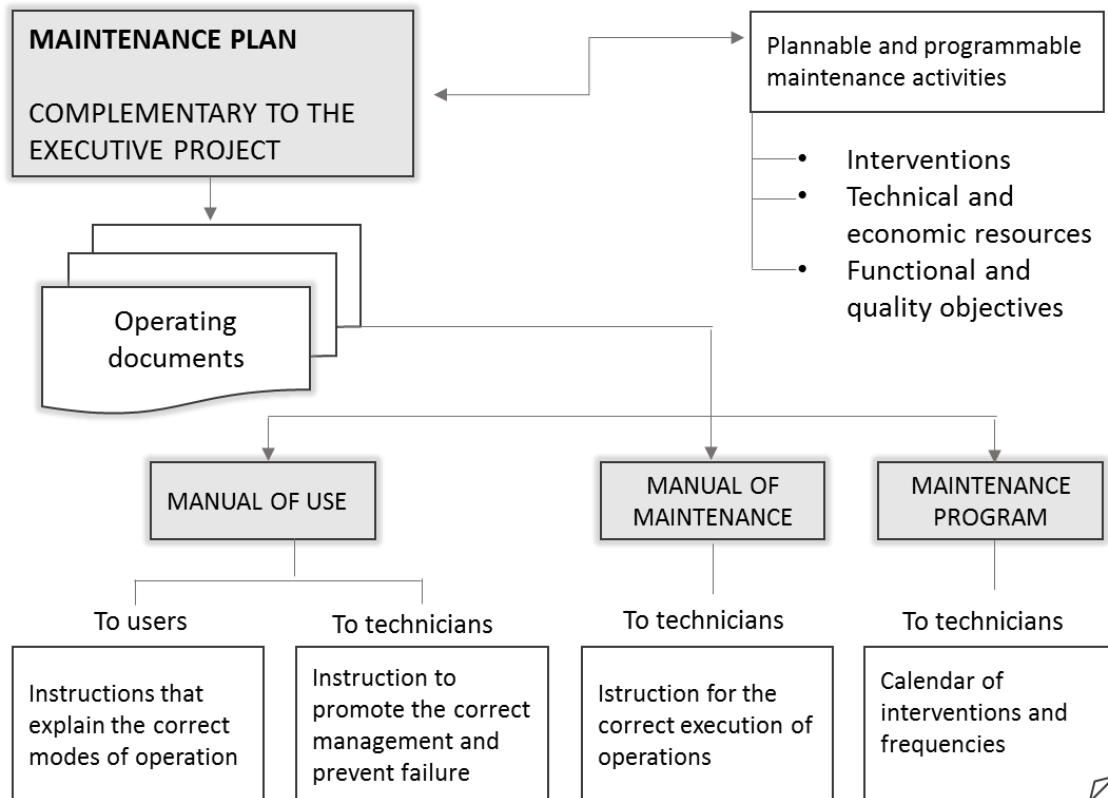 MAINTENANCE PLAN
COMPLEMENTARY TO THE
EXECUTIVE PROJECT
Plannable and programmable
maintenance activities
• Interventions
• Technical and
economic resources
• Functional and
quality objectives
Operating
documents
MANUAL OF USE
MANUAL OF
MAINTENANCE
MAINTENANCE
PROGRAM
To users
To technicians
To technicians
To technicians
Instructions that
explain the correct
modes of operation
Instruction to
promote the correct
management and
prevent failure
Istruction for the
correct execution of
operations
Calendar of
interventions and
frequencies